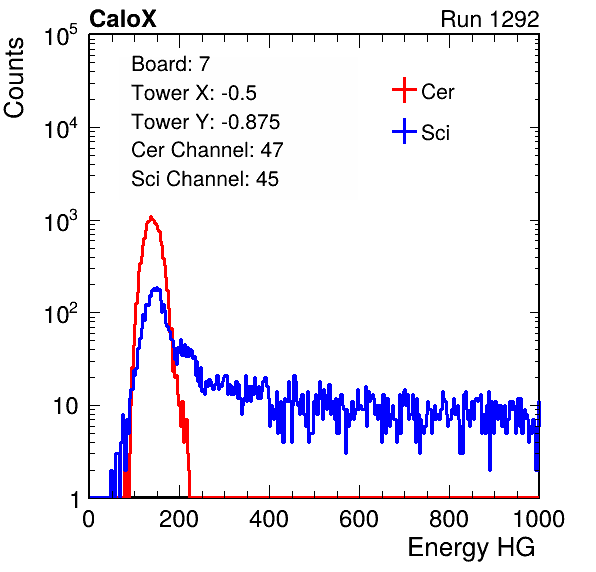 CaloX Run 1292
Counts
10^5
10^4
10^3
10^2
10
1
Board: 7
Tower X: -0.5
Tower Y: -0.875
Cer Channel: 47
Sci Channel: 45
Cer
Sci
0 200 400 600 800 1000
Energy HG